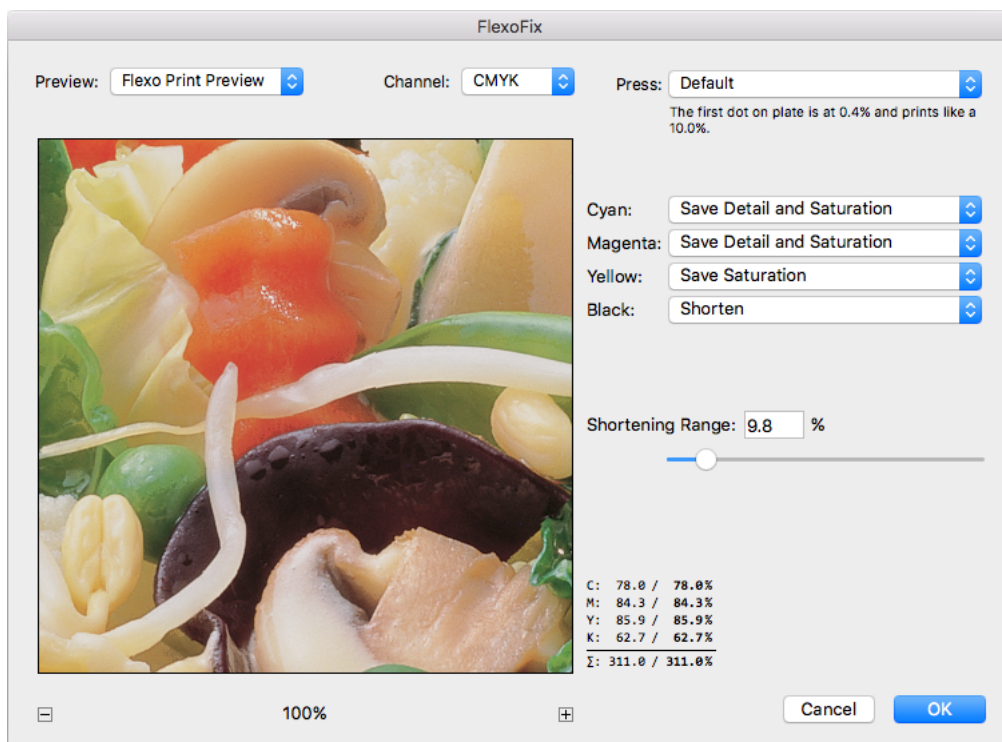 FlexoFix
Preview: Flexo Print Preview
Channel: CMYK
Press: Default
The first dot on plate is at 0.4% and prints like a
10.0%.
Cyan: Save Detail and Saturation
Magenta: Save Detail and Saturation
Yellow: Save Saturation
Black: Shorten
Shortening Range: 9.8 %
C: 78.0 / 78.0%
M: 84.3 / 84.3%
Y: 85.9 / 85.9%
K: 62.7 / 62.7%
Σ: 311.0 / 311.0%
100%
Cancel
OK